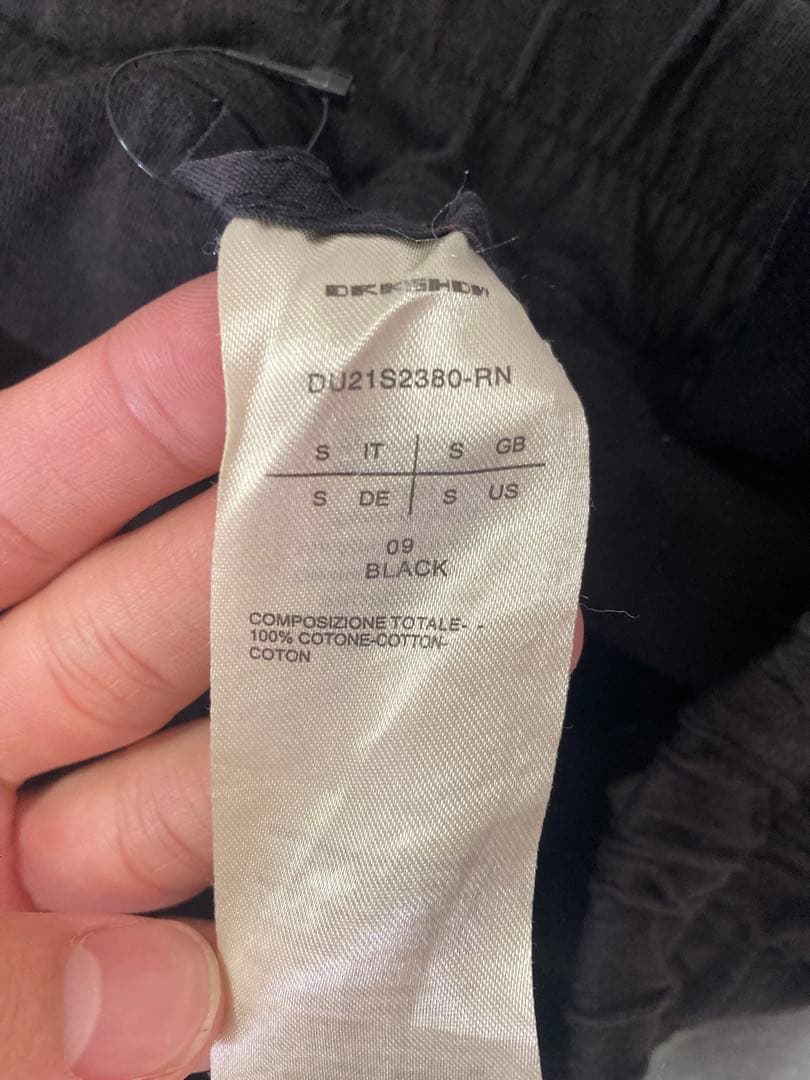 DRKSHDW
DU21S2380-RN
S IT S GB
S DE S US
09
BLACK
COMPOSIZIONE TOTALE- -
100% COTONE-COTTON-
COTON